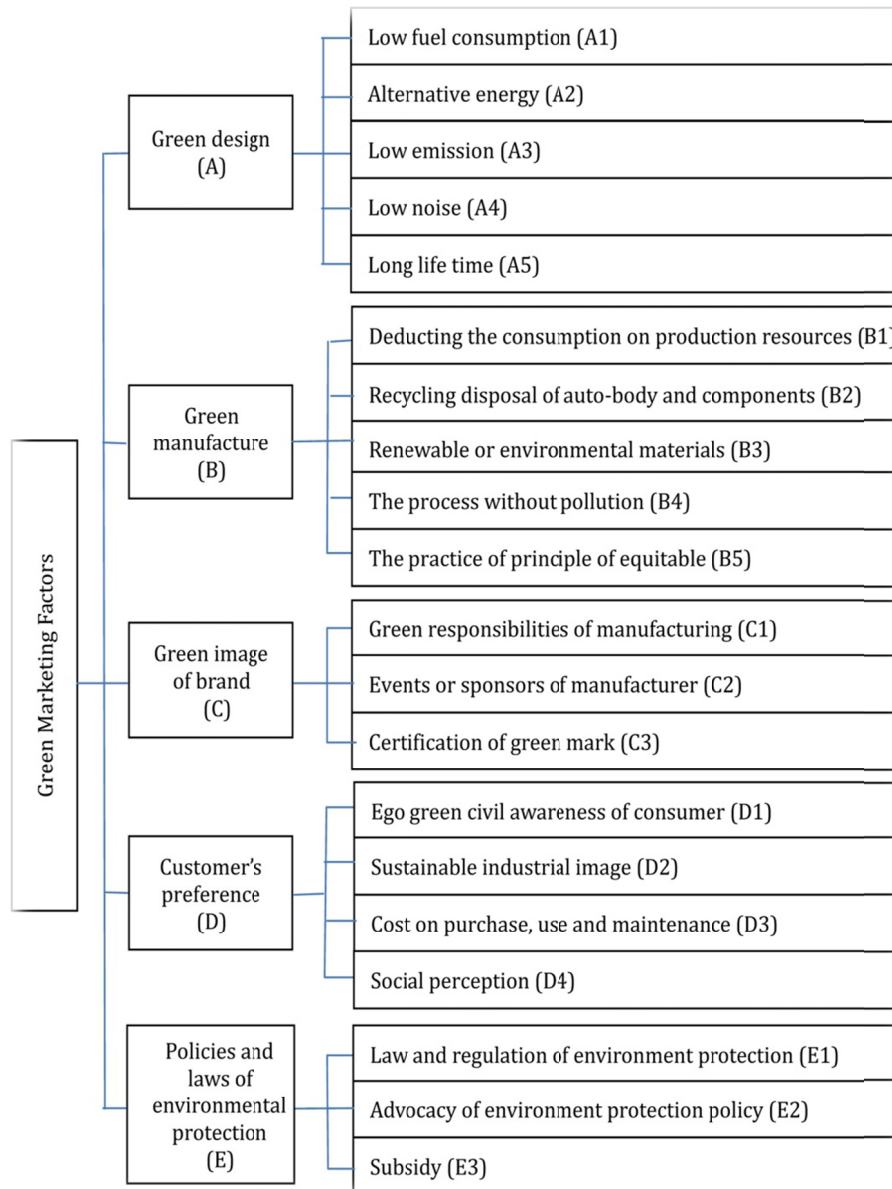 Green Marketing Factors
Green design
(A)
Low fuel consumption (A1)
Alternative energy (A2)
Low emission (A3)
Low noise (A4)
Long life time (A5)
Green
manufacture
(B)
Deducting the consumption on production resources (B1)
Recycling disposal of auto-body and components (B2)
Renewable or environmental materials (B3)
The process without pollution (B4)
The practice of principle of equitable (B5)
Green image
of brand
(C)
Green responsibilities of manufacturing (C1)
Events or sponsors of manufacturer (C2)
Certification of green mark (C3)
Customer’s
preference
(D)
Ego green civil awareness of consumer (D1)
Sustainable industrial image (D2)
Cost on purchase, use and maintenance (D3)
Social perception (D4)
Policies and
laws of
environmental
protection
(E)
Law and regulation of environment protection (E1)
Advocacy of environment protection policy (E2)
Subsidy (E3)